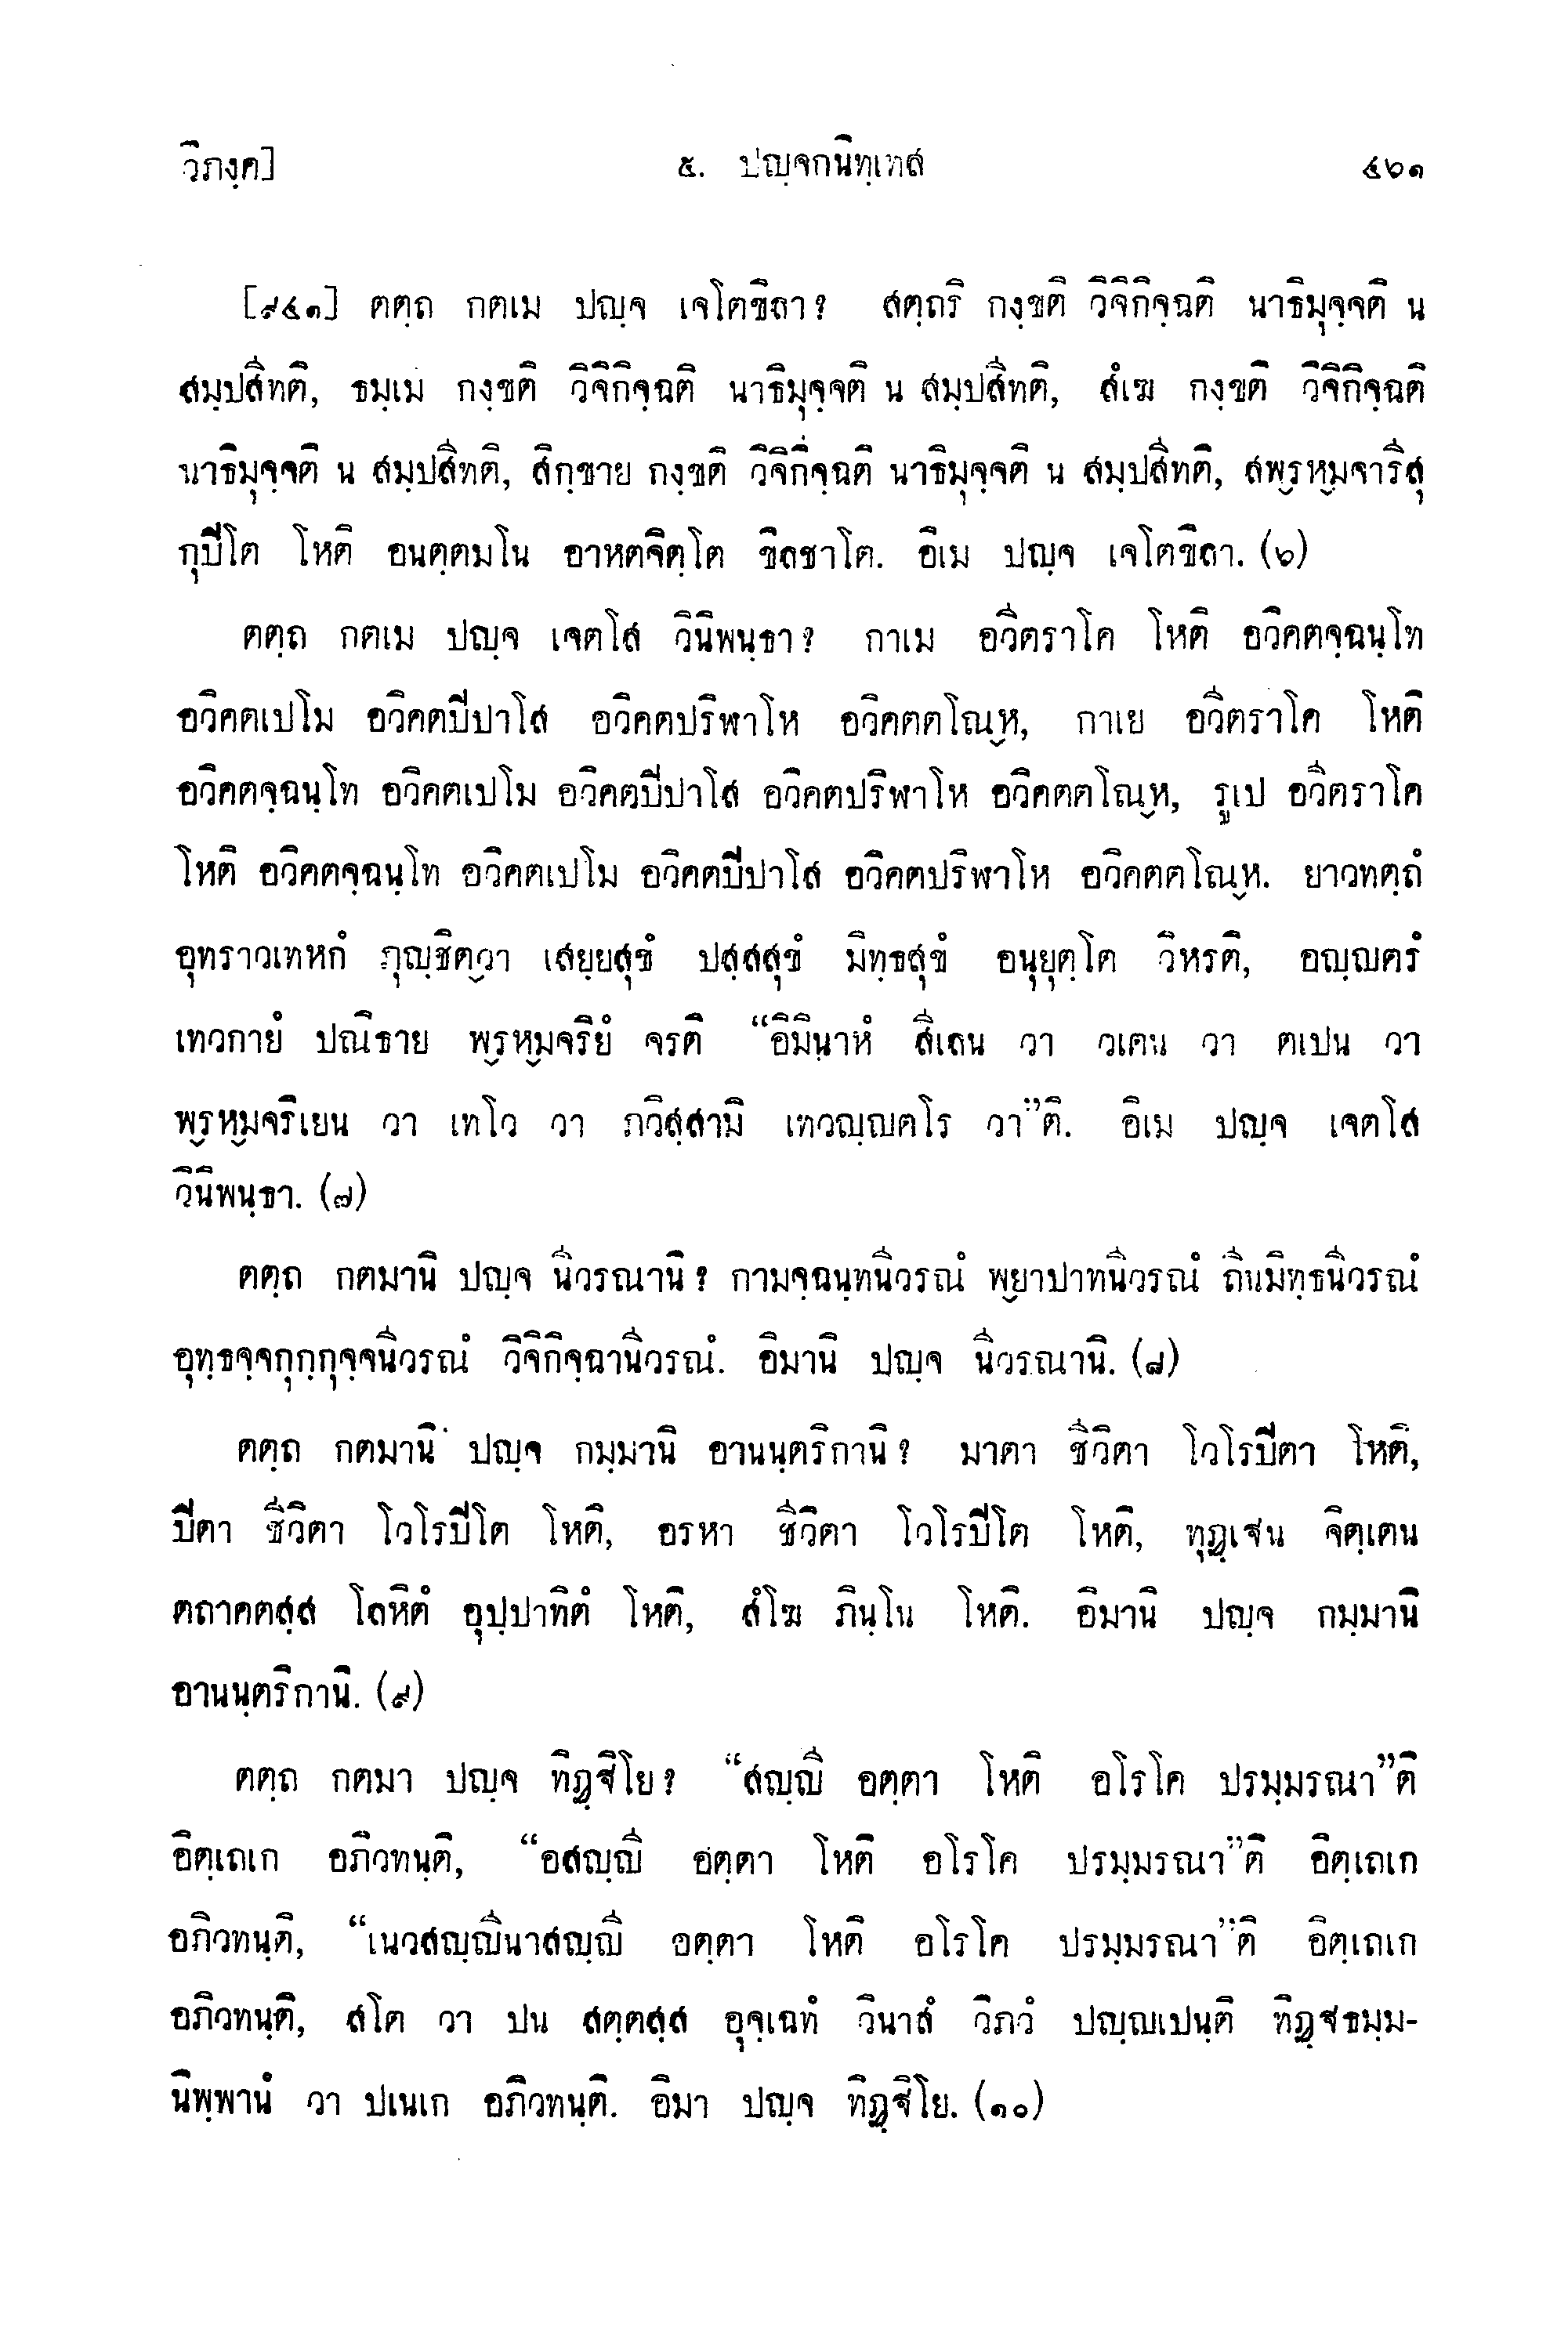 วิภงฺค]	๕. ปญฺจกนิทฺเทส	๕๖๑
[๙๔๑] ตตฺถ กตเม ปญฺจ เจโตขิลา? สตฺถริ กงฺขติ วิจิกิจฺฉติ นาธิมุจฺจติ น
สมฺปสีทติ, ธมฺเม กงฺขติ วิจิกิจฺฉติ นาธิมุจฺจติ น สมฺปสีทติ, สํเฆ กงฺขติ วิจิกิจฺฉติ
นาธิมุจฺจติ น สมฺปสีทติ, สิกฺขาย กงฺขติ วิจิกิจฺฉติ นาธิมุจฺจติ น สมฺปสีทติ, สพฺรหฺมจารีสุ
กุปิโต โหติ อนตฺตมโน อาหตจิตฺโต ขิลชาโต. อิเม ปญฺจ เจโตขิลา. (๖)
ตตฺถ กตเม ปญฺจ เจตโส วินิพนฺธา? กาเม อวีตราโค โหติ อวิคตจฺฉนฺโท
อวิคตเปโม อวิคตปิปาโส อวิคตปริฬาโห อวิคตตโณฺห, กาเย อวีตราโค โหติ
อวิคตจฺฉนฺโท อวิคตเปโม อวิคตปิปาโส อวิคตปริฬาโห อวิคตตโณฺห, รูเป อวีตราโค
โหติ อวิคตจฺฉนฺโท อวิคตเปโม อวิคตปิปาโส อวิคตปริฬาโห อวิคตตโณฺห. ยาวทตฺถํ
อุทราวเทหกํ ภุญฺชิตฺวา เสยฺยสุขํ ปสฺสสุขํ มิทฺธสุขํ อนุยุตฺโต วิหรติ, อญฺญตรํ
เทวกายํ ปณิธาย พฺรหฺมจริยํ จรติ “อิมินาหํ สีเลน วา วเตน วา ตเปน วา
พฺรหฺมจริเยน วา เทโว วา ภวิสฺสามิ เทวญฺญตโร วา”ติ. อิเม ปญฺจ เจตโส
วินิพนฺธา. (๗)
ตตฺถ กตมานิ ปญฺจ นีวรณานิ? กามจฺฉนฺทนีวรณํ พฺยาปาทนีวรณํ ถีนมิทฺธนีวรณํ
อุทฺธจฺจกุกฺกุจฺจนีวรณํ วิจิกิจฺฉานีวรณํ. อิมานิ ปญฺจ นีวรณานิ. (๘)
ตตฺถ กตมานิ ปญฺจ กมฺมานิ อานนฺตริกานิ? มาตา ชีวิตา โวโรปิตา โหติ,
ปิตา ชีวิตา โวโรปิโต โหติ, อรหา ชีวิตา โวโรปิโต โหติ, ทุฏฺเฐน จิตฺเตน
ตถาคตสฺส โลหิตํ อุปฺปาทิตํ โหติ, สํโฆ ภินฺโน โหติ. อิมานิ ปญฺจ กมฺมานิ
อานนฺตริกานิ. (๙)
ตตฺถ กตมา ปญฺจ ทิฏฺฐิโย? “สญฺญี อตฺตา โหติ อโรโค ปรมฺมรณา”ติ
อิตฺเถเก อภิวทนฺติ, “อสญฺญี อตฺตา โหติ อโรโค ปรมฺมรณา”ติ อิตฺเถเก
อภิวทนฺติ, “เนวสญฺญีนาสญฺญี อตฺตา โหติ อโรโค ปรมฺมรณา”ติ อิตฺเถเก
อภิวทนฺติ, สโต วา ปน สตฺตสฺส อุจฺเฉทํ วินาสํ วิภวํ ปญฺญเปนฺติ ทิฏฺฐธมฺม-
นิพฺพานํ วา ปเนเก อภิวทนฺติ. อิมา ปญฺจ ทิฏฺฐิโย. (๑๐)